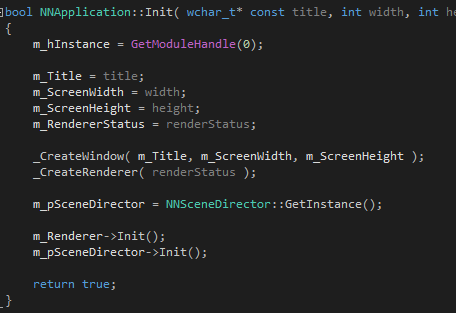 bool NNApplication::Init( wchar_t* const title, int width, int
{
m_hInstance = GetModuleHandle(0);
m_Title = title;
m_ScreenWidth = width;
m_ScreenHeight = height;
m_RendererStatus = renderStatus;
_CreateWindow( m_Title, m_ScreenWidth, m_ScreenHeight );
_CreateRenderer( renderStatus );
m_pSceneDirector = NNSceneDirector::GetInstance();
m_Renderer->Init();
m_pSceneDirector->Init();
return true;
}